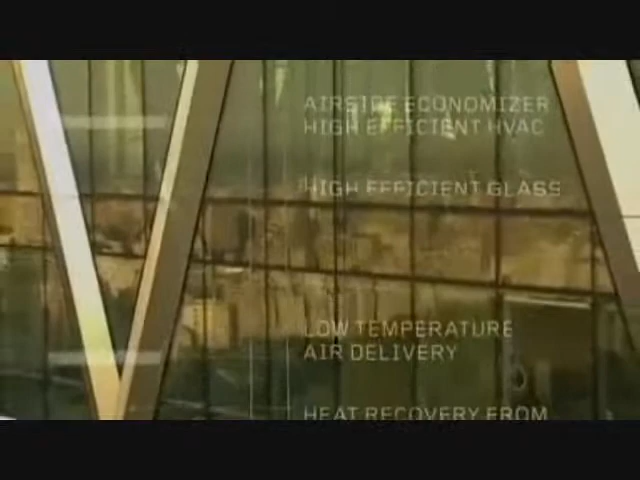 AIRSIDE ECONOMIZER
HIGH EFFICIENT HVAC
HIGH EFFICIENT GLASS
LOW TEMPERATURE
AIR DELIVERY
HEAT RECOVERY FROM